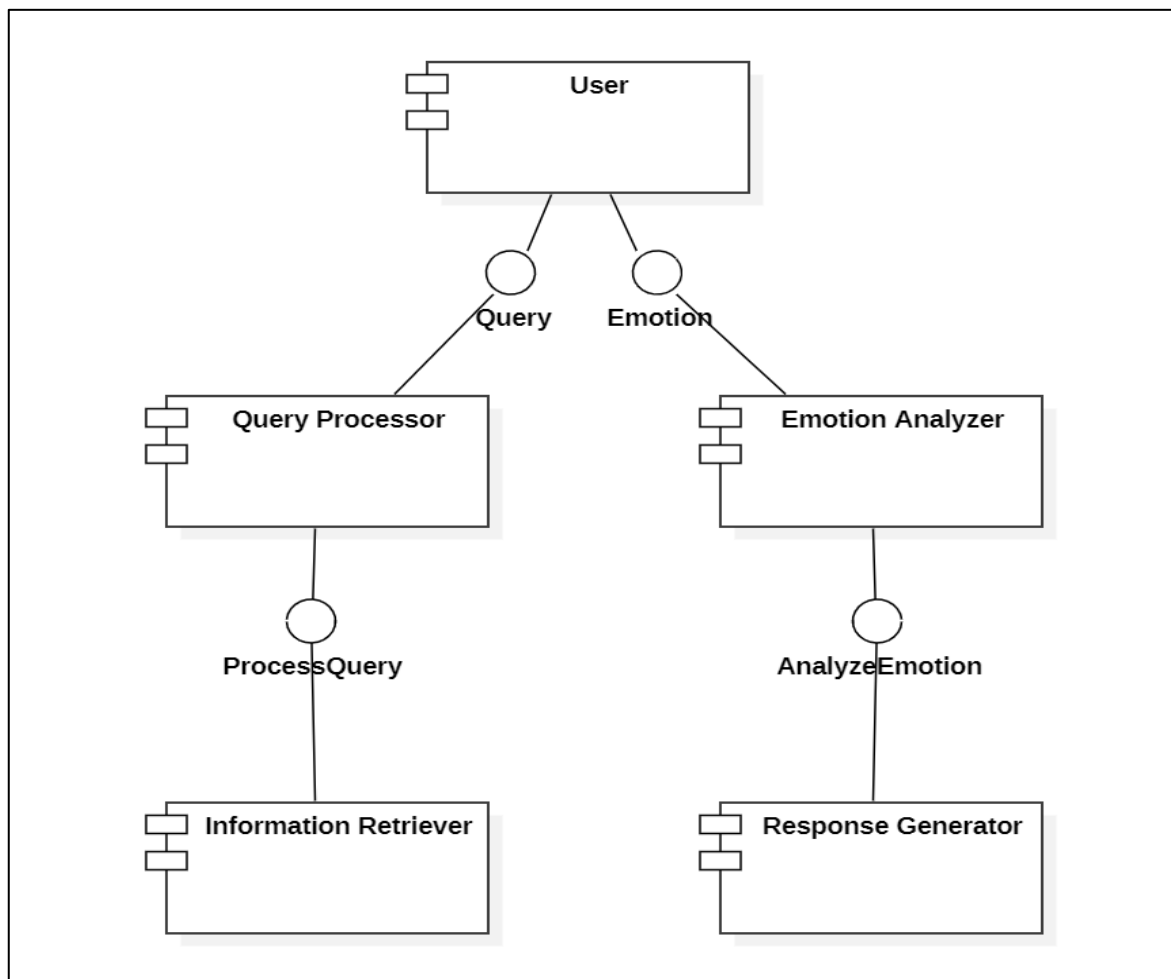 User
Query
Emotion
Query Processor
Emotion Analyzer
ProcessQuery
AnalyzeEmotion
Information Retriever
Response Generator